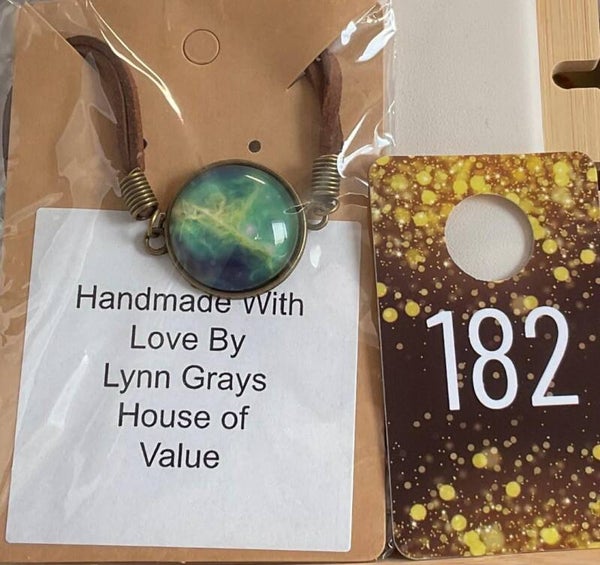 Handmade With
Love By
Lynn Grays
House of
Value
182